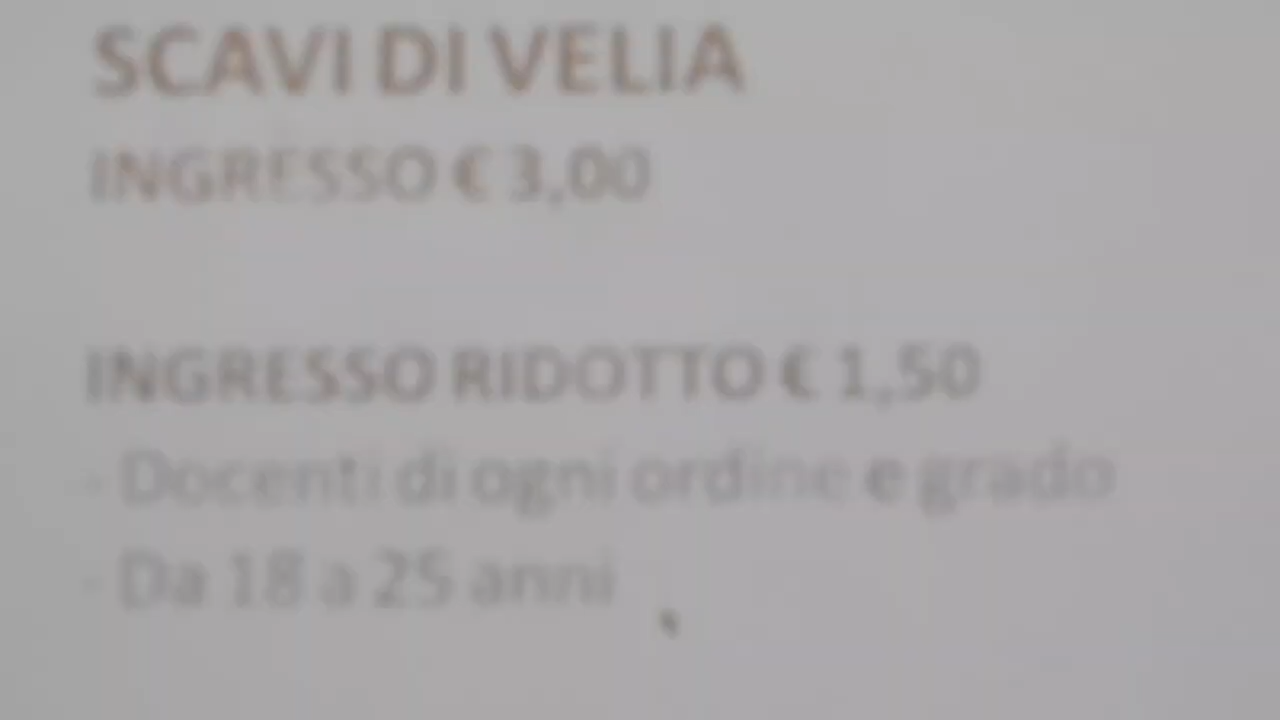 SCAVI DI VELIA
INGRESSO € 3,00
INGRESSO RIDOTTO € 1,50
- Docenti di ogni ordine e grado
- Da 18 a 25 anni